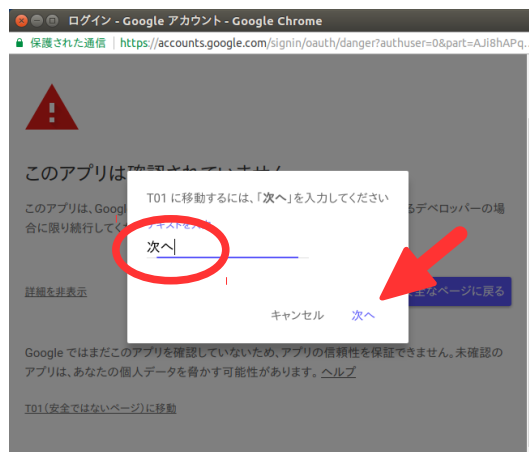 ログイン - Google アカウント - Google Chrome
保護された通信 | https://accounts.google.com/signin/oauth/danger?authuser=0&part=AJi8hAPq...
このアプリは確認されていません
このアプリは、Googl
るデベロッパーの場
合に限り続行してく
T01 に移動するには、「次へ」を入力してください
テキストを入力
次へ
キャンセル 次へ
詳細を非表示
全なページに戻る
Google ではまだこのアプリを確認していないため、アプリの信頼性を保証できません。未確認の
アプリは、あなたの個人データを脅かす可能性があります。ヘルプ
T01（安全ではないページ）に移動